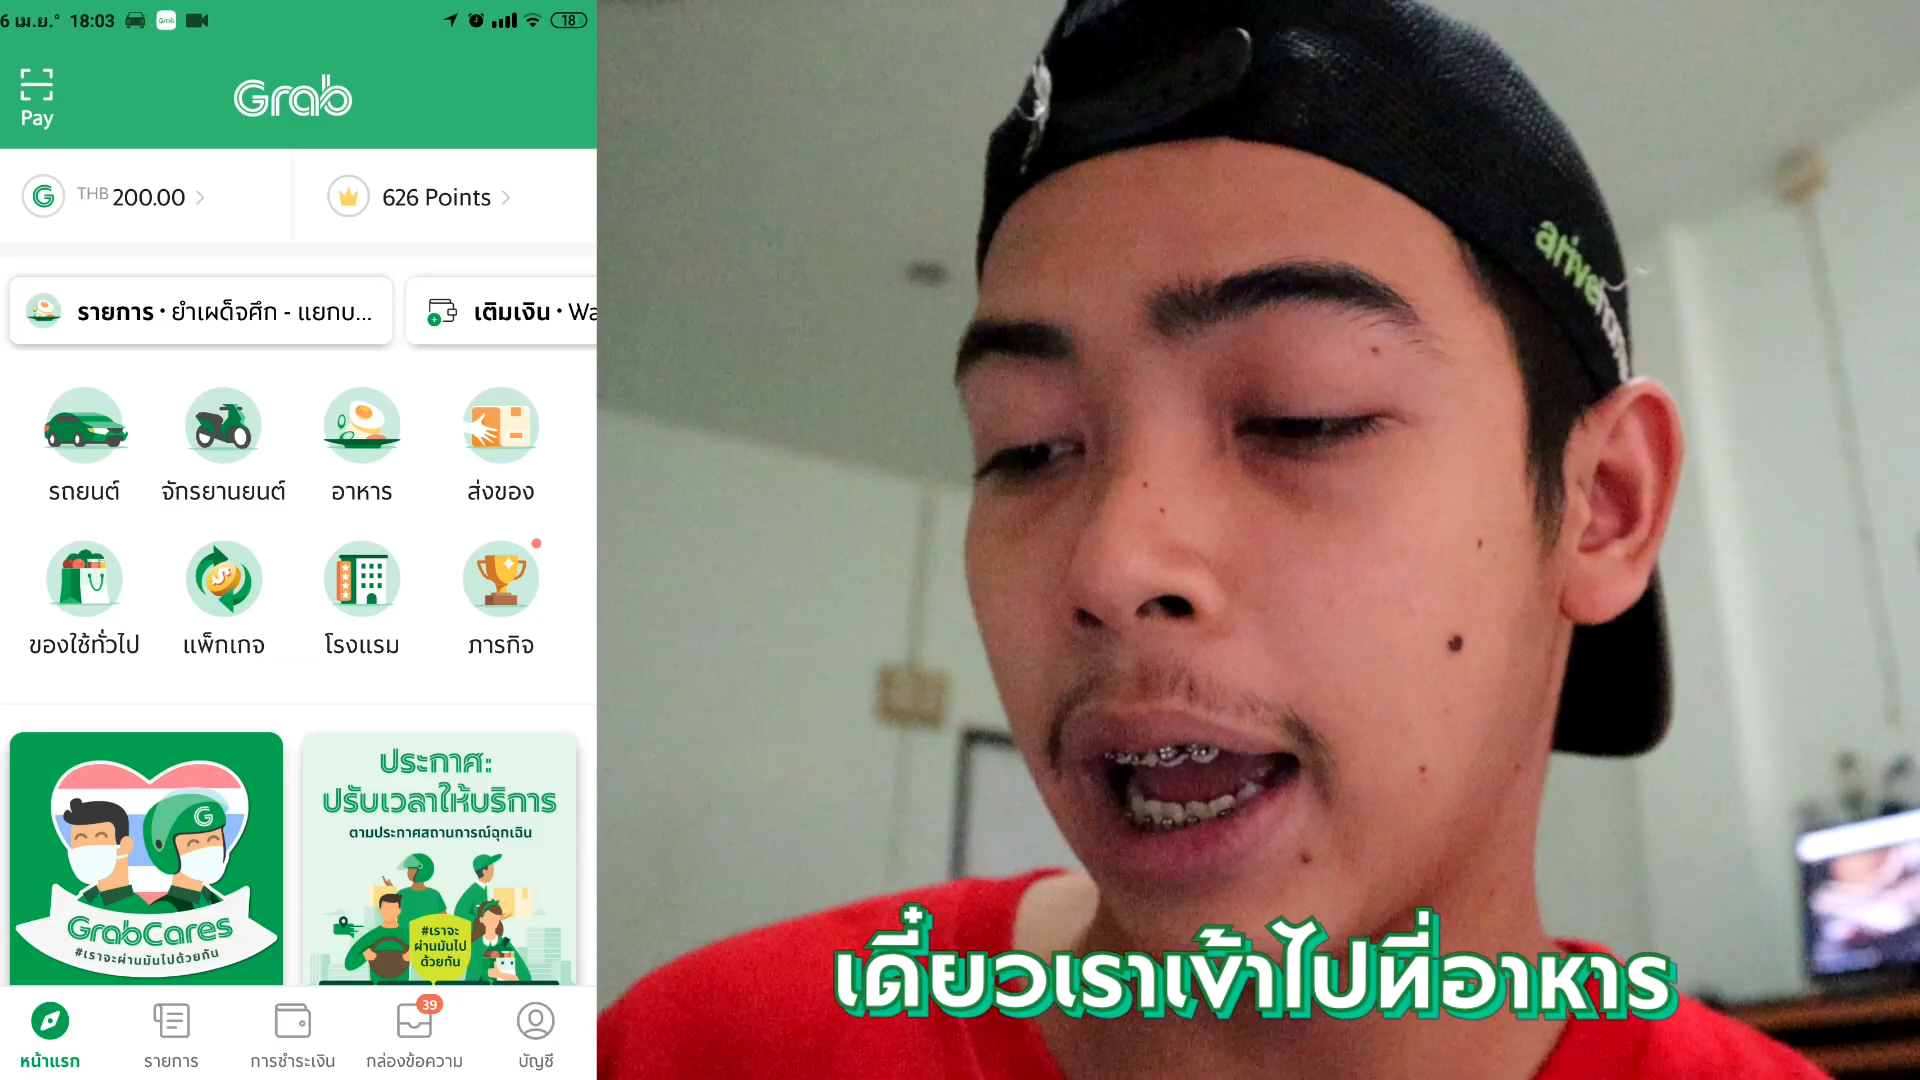 6 เม.ย.° 18:03
Grab
18
Pay
Grab
THB 200.00
626 Points
รายการ · ยำเผด็จศึก - แยกบ...
เติมเงิน · Wa
รถยนต์
จักรยานยนต์
อาหาร
ส่งของ
ของใช้ทั่วไป
แพ็กเกจ
โรงแรม
ภารกิจ
GrabCares
#เราจะผ่านมันไปด้วยกัน
ประกาศ:
ปรับเวลาให้บริการ
ตามประกาศสถานการณ์ฉุกเฉิน
#เราจะ
ผ่านมันไป
ด้วยกัน
หน้าแรก
รายการ
การชำระเงิน
39
กล่องข้อความ
บัญชี
เดี๋ยวเราเข้าไปที่อาหาร